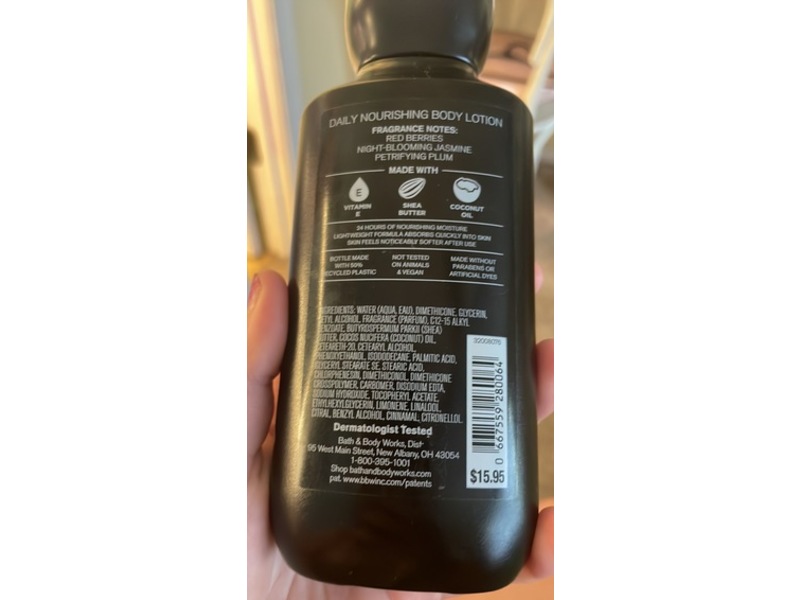 DAILY NOURISHING BODY LOTION
FRAGRANCE NOTES:
RED BERRIES
NIGHT-BLOOMING JASMINE
PETRIFYING PLUM
MADE WITH
E
VITAMIN
E
SHEA
BUTTER
COCONUT
OIL
24 HOURS OF NOURISHING MOISTURE
LIGHTWEIGHT FORMULA ABSORBS QUICKLY INTO SKIN
SKIN FEELS NOTICEABLY SOFTER AFTER USE
BOTTLE MADE
WITH 50%
RECYCLED PLASTIC
NOT TESTED
ON ANIMALS
& VEGAN
MADE WITHOUT
PARABENS OR
ARTIFICIAL DYES
INGREDIENTS: WATER (AQUA, EAU), DIMETHICONE, GLYCERIN,
CETYL ALCOHOL, FRAGRANCE (PARFUM), C12-15 ALKYL
BENZOATE, BUTYROSPERMUM PARKII (SHEA)
BUTTER, COCOS NUCIFERA (COCONUT) OIL,
CETEARETH-20, CETEARYL ALCOHOL,
PHENOXYETHANOL, ISODODECANE, PALMITIC ACID,
GLYCERYL STEARATE SE, STEARIC ACID,
CHLORPHENESIN, DIMETHICONOL, DIMETHICONE
CROSSPOLYMER, CARBOMER, DISODIUM EDTA,
SODIUM HYDROXIDE, TOCOPHERYL ACETATE,
ETHYLHEXYLGLYCERIN, LIMONENE, LINALOOL,
CITRAL, BENZYL ALCOHOL, CINNAMAL, CITRONELLOL
Dermatologist Tested
Bath & Body Works, Dist
95 West Main Street, New Albany, OH 43054
1-800-395-1001
Shop bathandbodyworks.com
pat. www.bbwinc.com/patents
0 667559 280064
$15.95